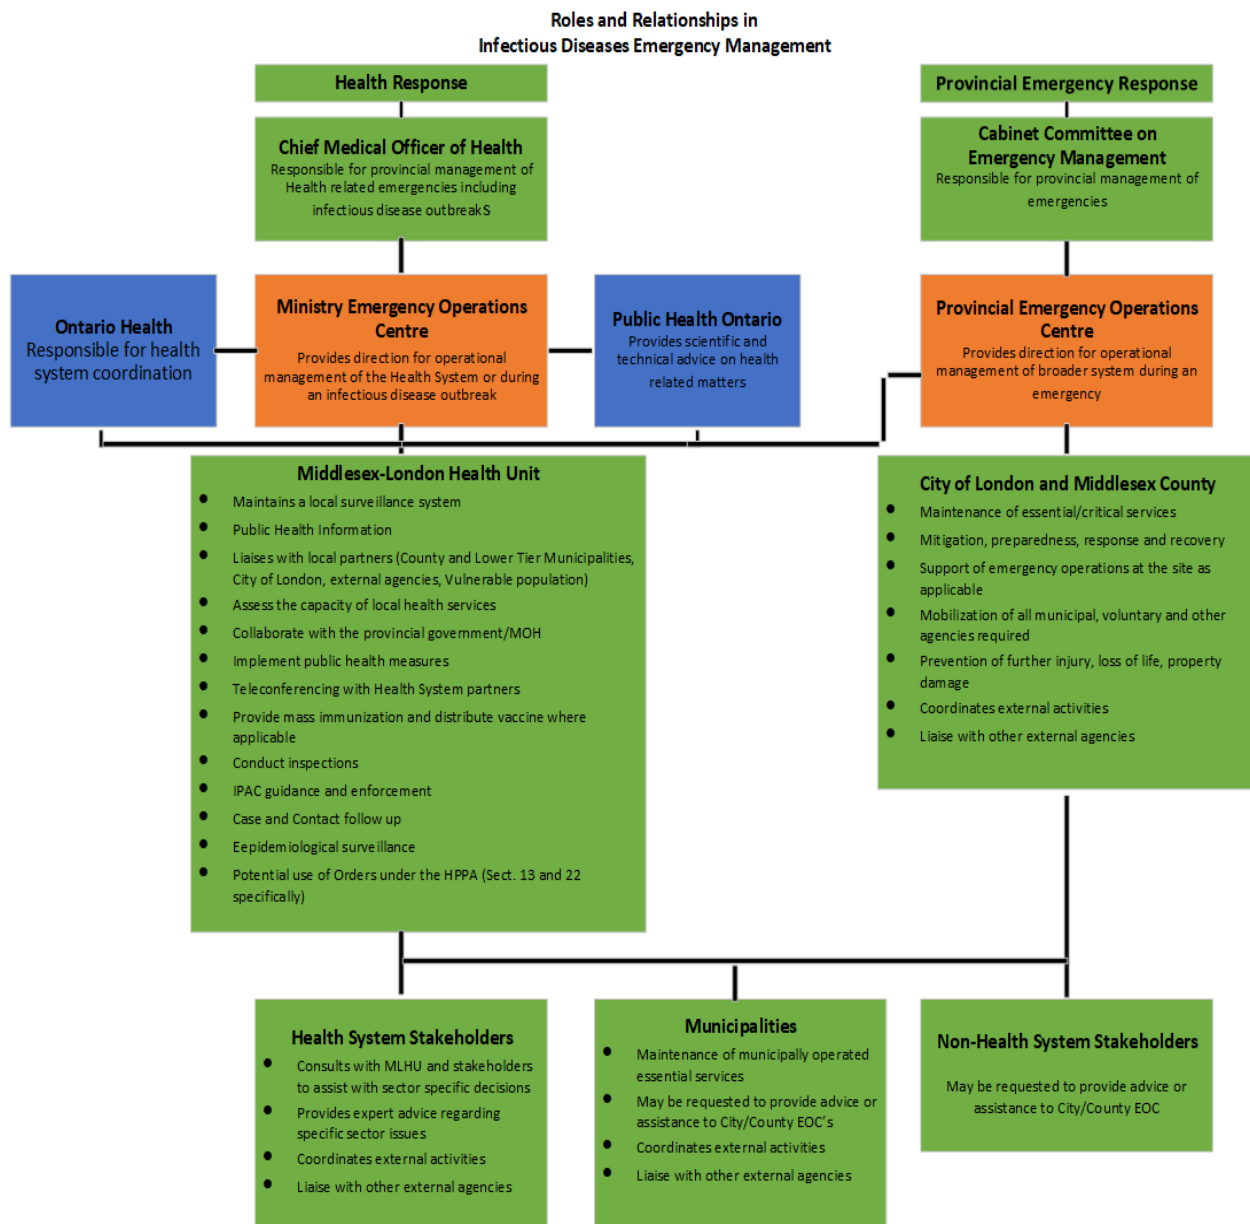 Roles and Relationships in
Infectious Diseases Emergency Management
Health Response
Provincial Emergency Response
Chief Medical Officer of Health
Responsible for provincial management of
Health related emergencies including
infectious disease outbreakS
Cabinet Committee on
Emergency Management
Responsible for provincial management of
emergencies
Ontario Health
Responsible for health
system coordination
Ministry Emergency Operations
Centre
Provides direction for operational
management of the Health System or during
an infectious disease outbreak
Public Health Ontario
Provides scientific and
technical advice on health
related matters
Provincial Emergency Operations
Centre
Provides direction for operational
management of broader system during an
emergency
Middlesex-London Health Unit
• Maintains a local surveillance system
• Public Health Information
• Liaises with local partners (County and Lower Tier Municipalities,
City of London, external agencies, Vulnerable population)
• Assess the capacity of local health services
• Collaborate with the provincial government/MOH
• Implement public health measures
• Teleconferencing with Health System partners
• Provide mass immunization and distribute vaccine where
applicable
• Conduct inspections
• IPAC guidance and enforcement
• Case and Contact follow up
• Eepidemiological surveillance
• Potential use of Orders under the HPPA (Sect. 13 and 22
specifically)
City of London and Middlesex County
• Maintenance of essential/critical services
• Mitigation, preparedness, response and recovery
• Support of emergency operations at the site as
applicable
• Mobilization of all municipal, voluntary and other
agencies required
• Prevention of further injury, loss of life, property
damage
• Coordinates external activities
• Liaise with other external agencies
Health System Stakeholders
• Consults with MLHU and stakeholders
to assist with sector specific decisions
• Provides expert advice regarding
specific sector issues
• Coordinates external activities
• Liaise with other external agencies
Municipalities
• Maintenance of municipally operated
essential services
• May be requested to provide advice or
assistance to City/County EOC's
• Coordinates external activities
• Liaise with other external agencies
Non-Health System Stakeholders
May be requested to provide advice or
assistance to City/County EOC